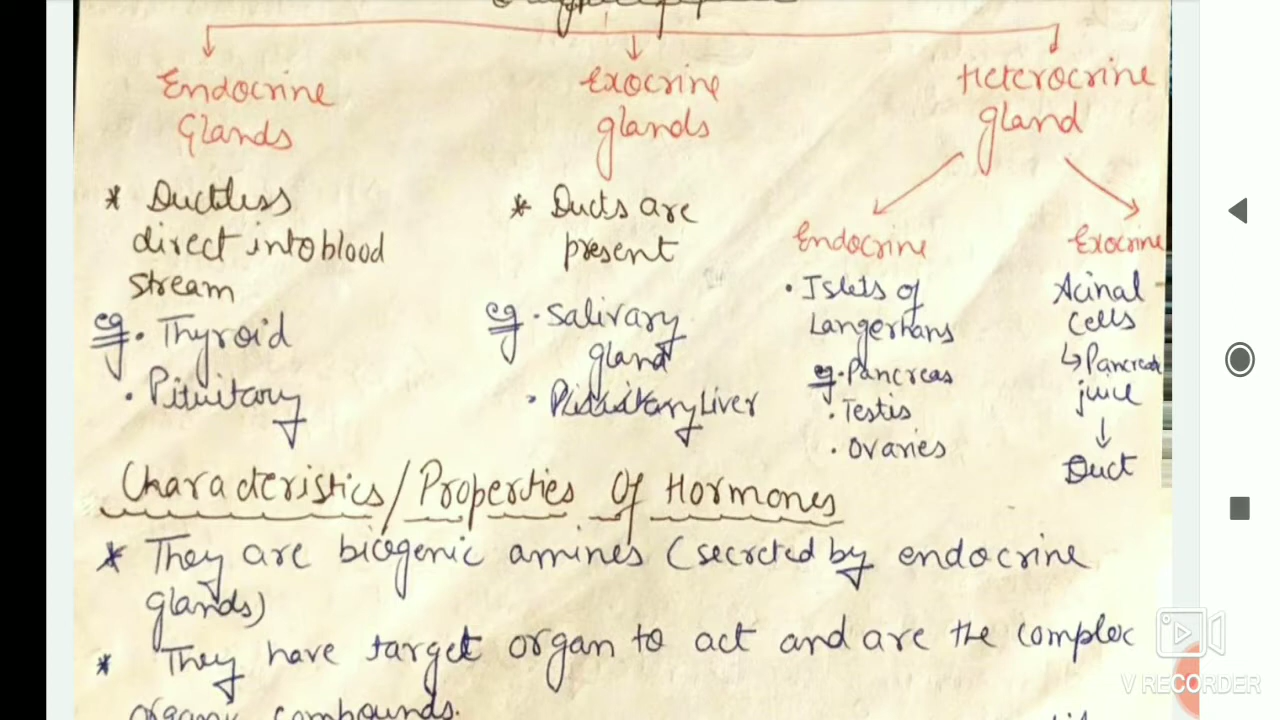 Endocrine
Glands
* Ductless
direct into blood
stream
eg. Thyroid
. Pituitary
Exocrine
glands
* Ducts are
present
eg. Salivary
gland
. Liver
Heterocrine
gland
Endocrine
. Islets of
Langerhans
eg. Pancreas
. Testis
. Ovaries
Exocrine
Acinal
Cells
↳ Pancreatic
juice
↓
Duct
Characteristics/Properties Of Hormones
* They are biogenic amines (secreted by endocrine
glands)
* They have target organ to act and are the complex
organic compounds.
V RECORDER